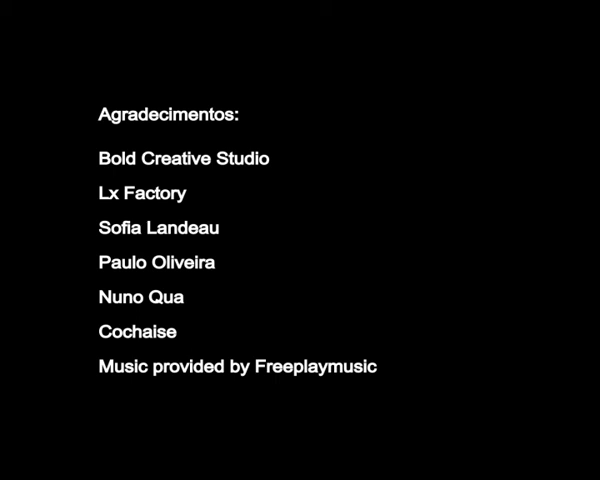 Agradecimentos:
Bold Creative Studio
Lx Factory
Sofia Landeau
Paulo Oliveira
Nuno Qua
Cochaise
Music provided by Freeplaymusic